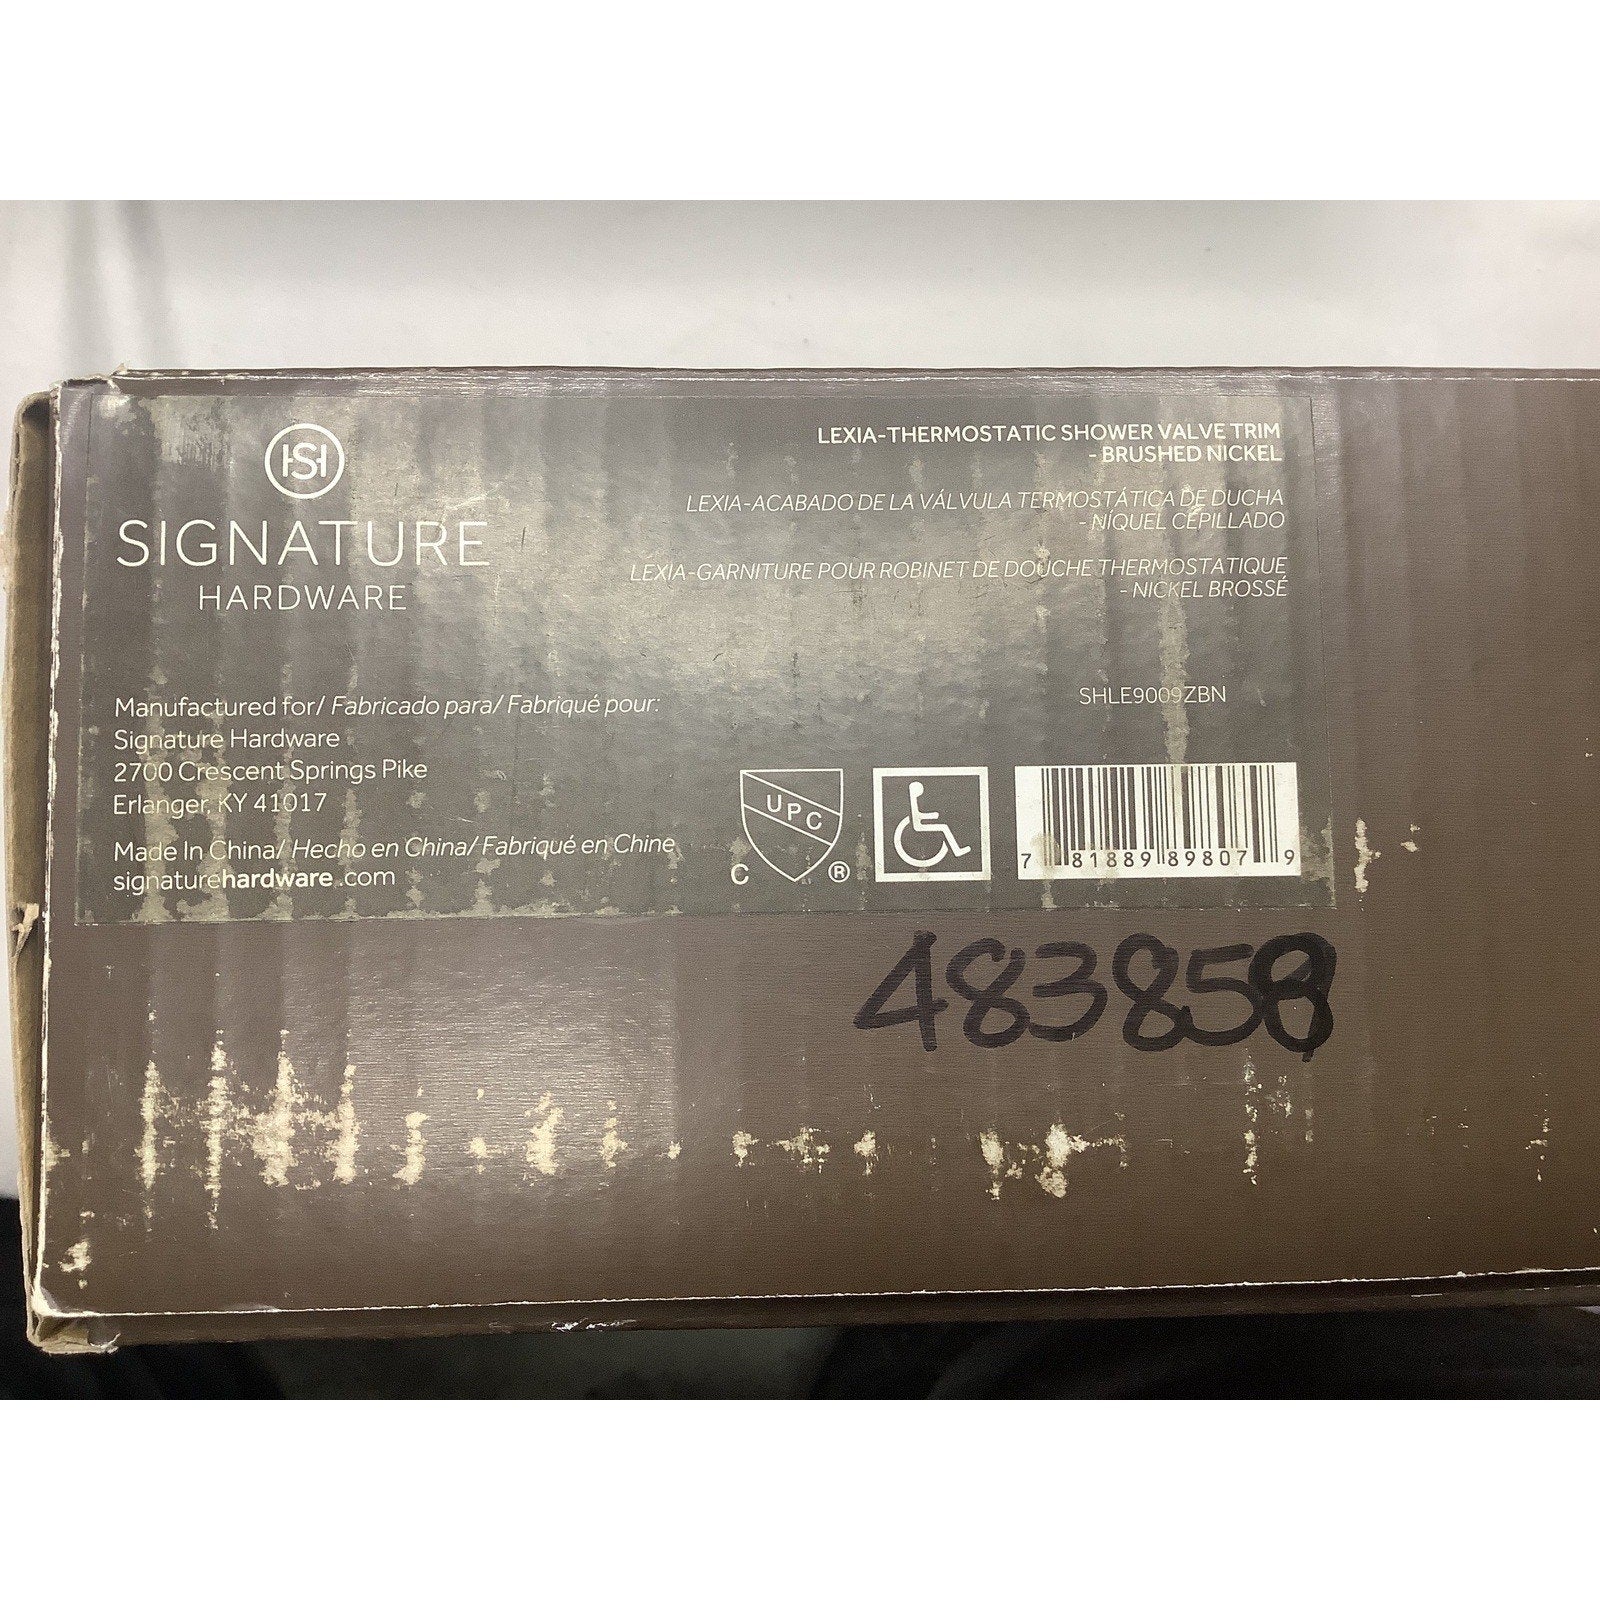 HS
SIGNATURE
HARDWARE
LEXIA-THERMOSTATIC SHOWER VALVE TRIM
- BRUSHED NICKEL
LEXIA-ACABADO DE LA VÁLVULA TERMOSTÁTICA DE DUCHA
- NÍQUEL CEPILLADO
LEXIA-GARNITURE POUR ROBINET DE DOUCHE THERMOSTATIQUE
- NICKEL BROSSÉ
Manufactured for/ Fabricado para/ Fabriqué pour:
Signature Hardware
2700 Crescent Springs Pike
Erlanger, KY 41017
Made In China/ Hecho en China/ Fabriqué en Chine
signaturehardware.com
SHLE9009ZBN
UPC
C ®
7 81889 89807 9
483858